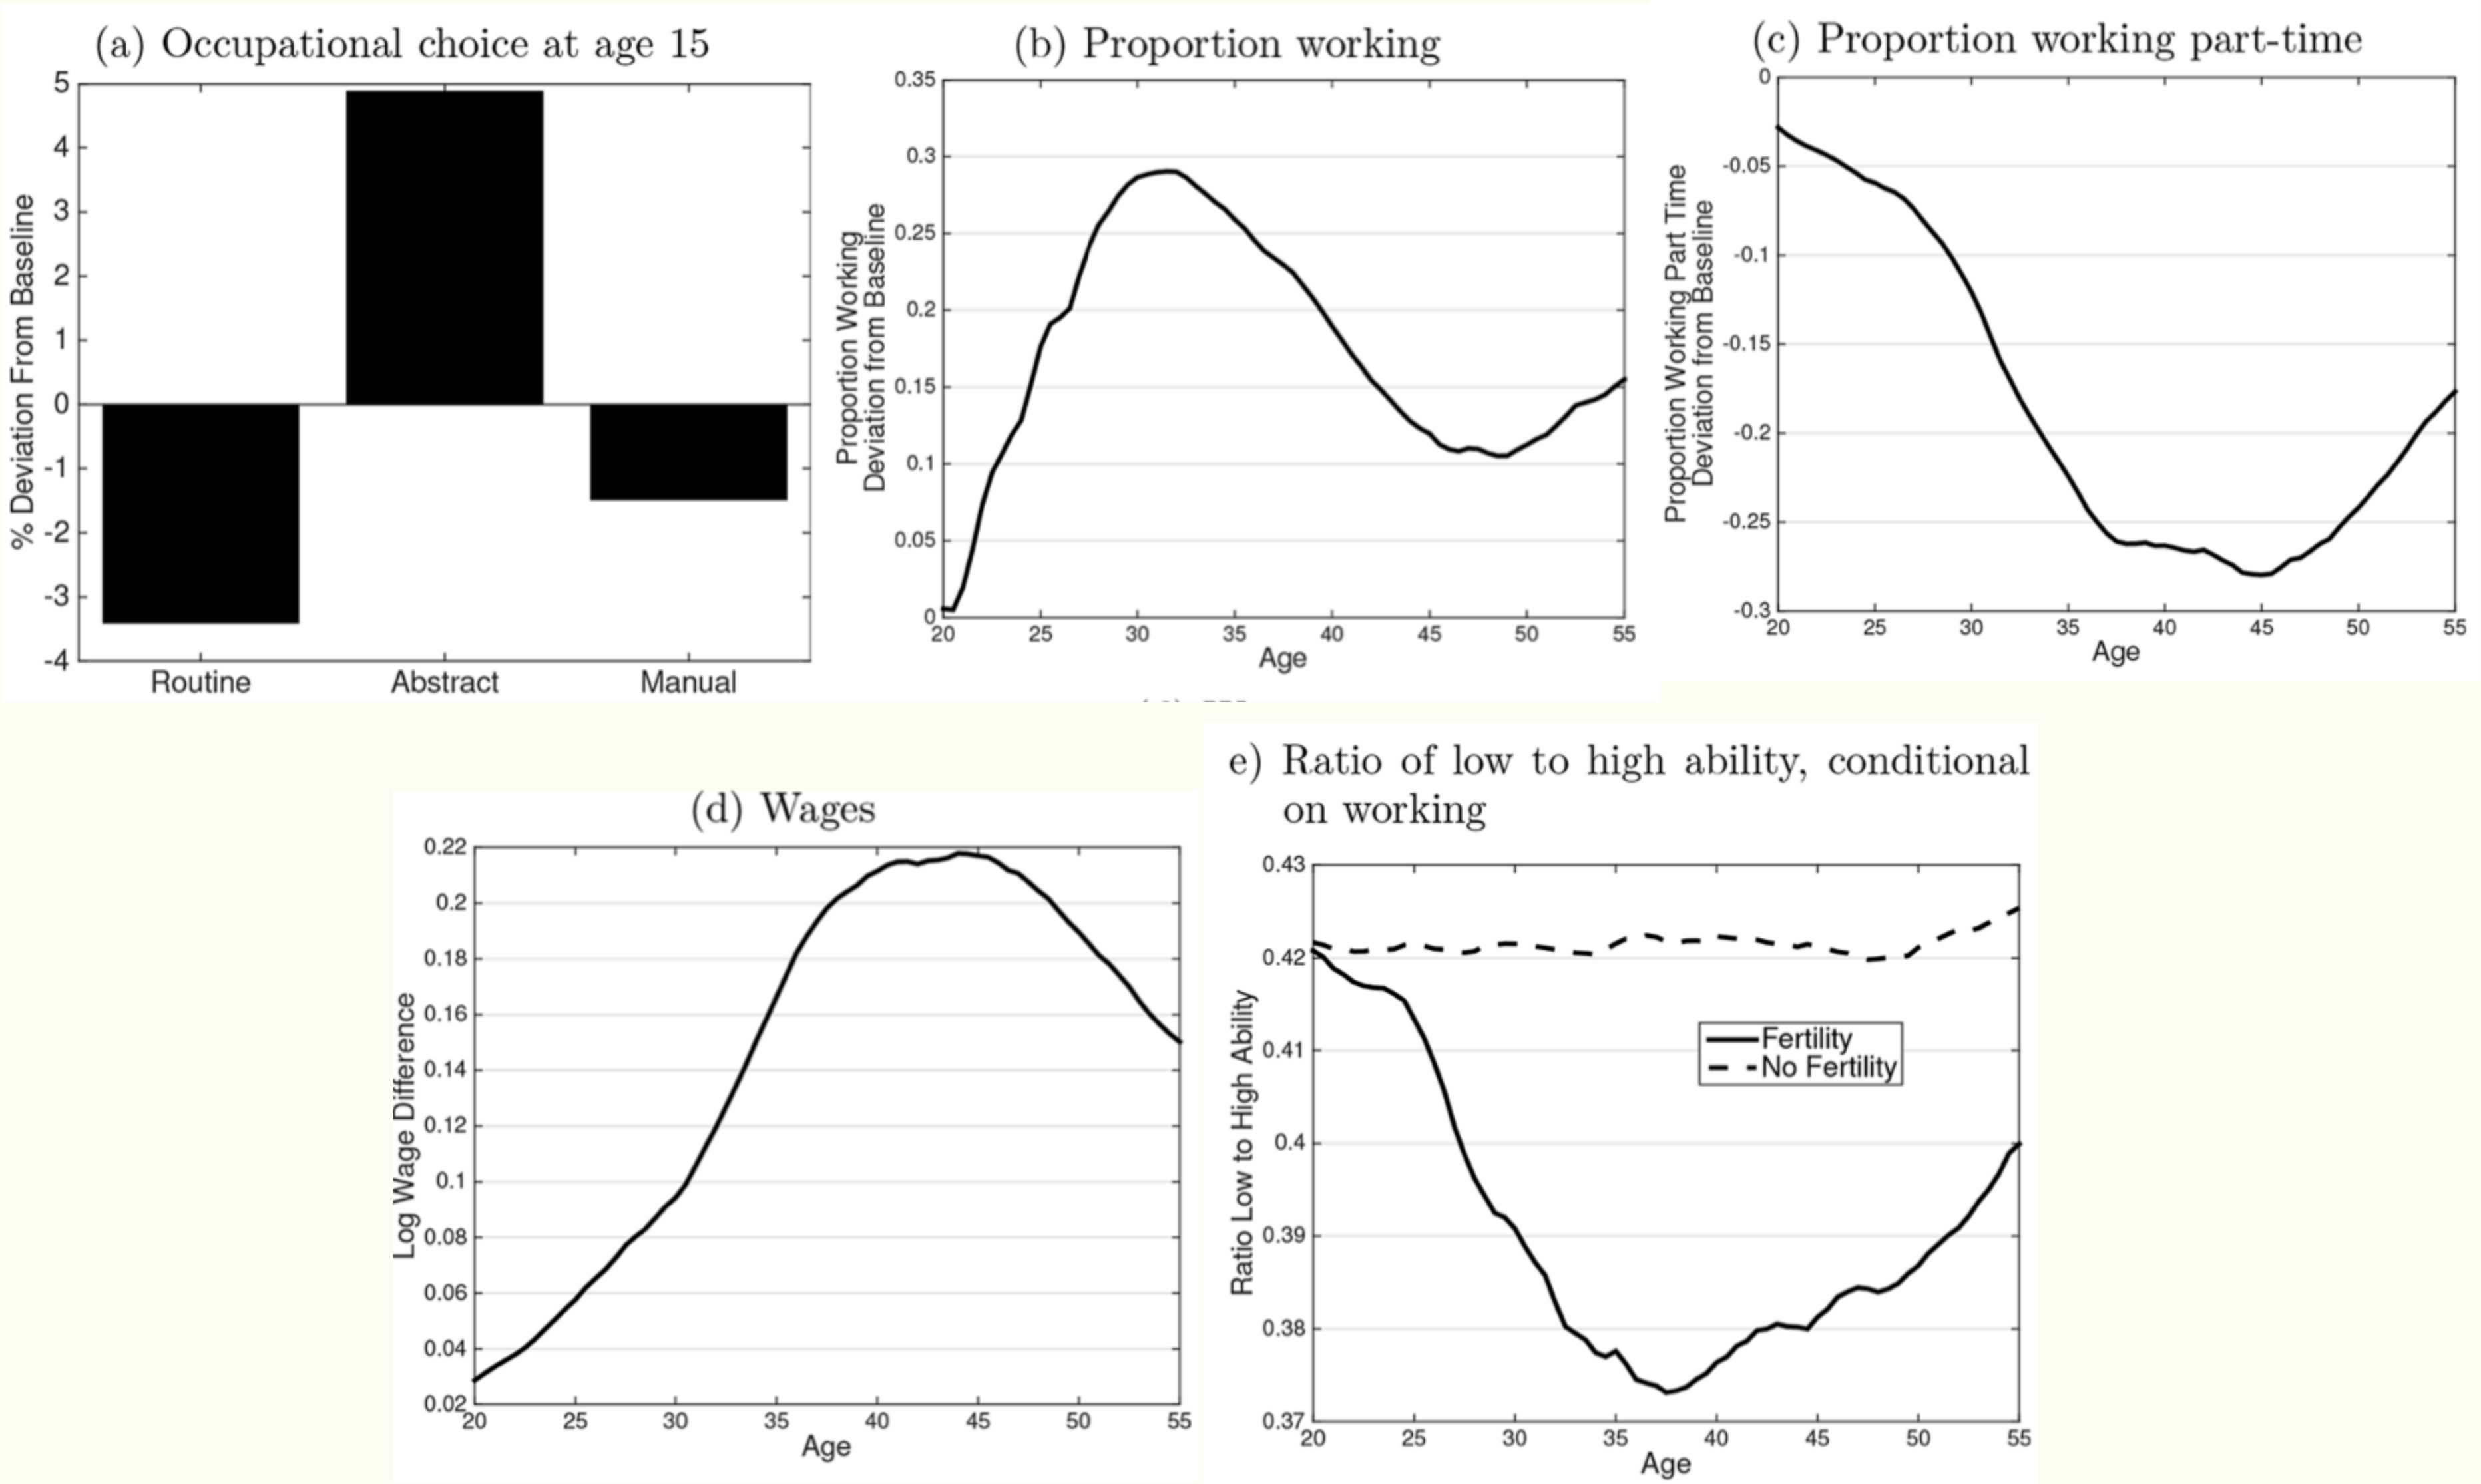 (a) Occupational choice at age 15
% Deviation From Baseline
5
4
3
2
1
0
-1
-2
-3
-4
Routine Abstract Manual
(b) Proportion working
Proportion Working
Deviation from Baseline
0.35
0.3
0.25
0.2
0.15
0.1
0.05
0
20 25 30 35 40 45 50 55
Age
(c) Proportion working part-time
Proportion Working Part Time
Deviation from Baseline
0
-0.05
-0.1
-0.15
-0.2
-0.25
-0.3
20 25 30 35 40 45 50 55
Age
(d) Wages
Log Wage Difference
0.22
0.2
0.18
0.16
0.14
0.12
0.1
0.08
0.06
0.04
0.02
20 25 30 35 40 45 50 55
Age
e) Ratio of low to high ability, conditional
on working
Ratio Low to High Ability
0.43
0.42
0.41
0.4
0.39
0.38
0.37
Fertility
No Fertility
20 25 30 35 40 45 50 55
Age